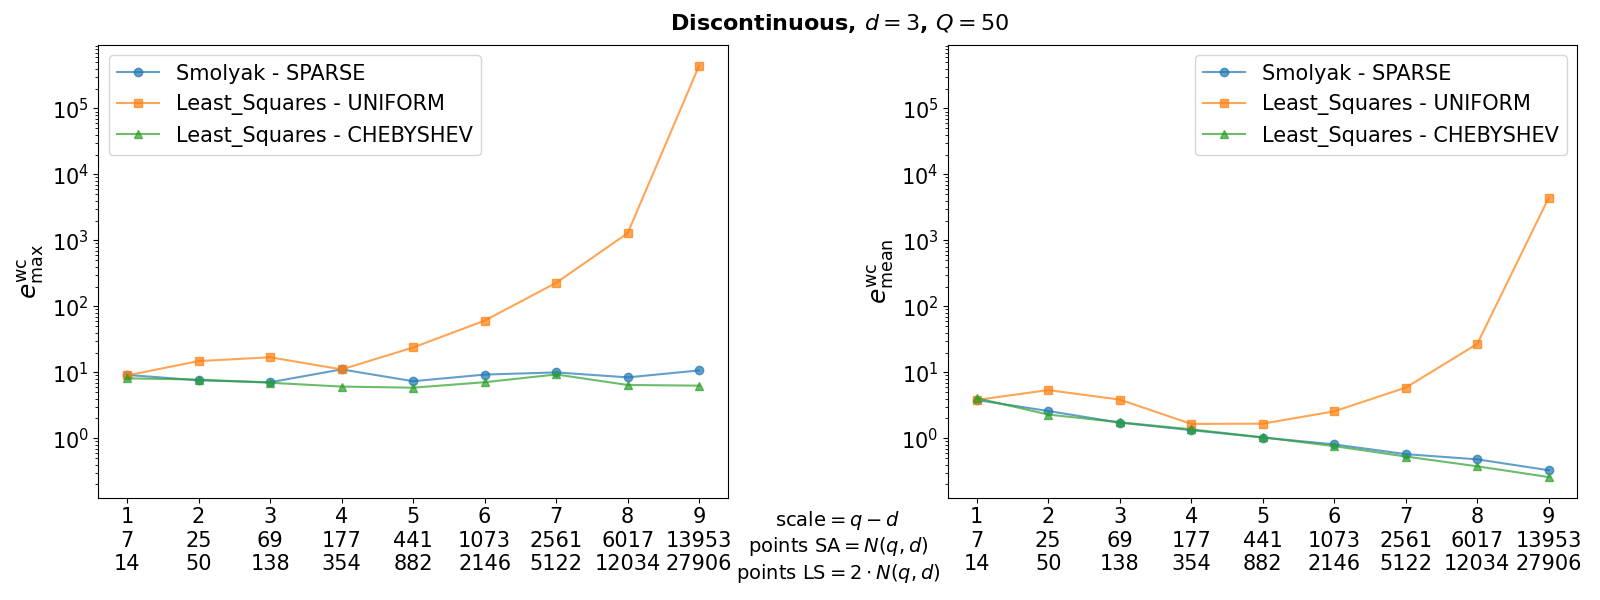 Discontinuous, d = 3, Q = 50
Smolyak - SPARSE
Least_Squares - UNIFORM
Least_Squares - CHEBYSHEV
10^5
10^4
10^3
10^2
10^1
10^0
e_max^wc
1 2 3 4 5 6 7 8 9
7 25 69 177 441 1073 2561 6017 13953
14 50 138 354 882 2146 5122 12034 27906
scale = q − d
points SA = N(q, d)
points LS = 2 · N(q, d)
Smolyak - SPARSE
Least_Squares - UNIFORM
Least_Squares - CHEBYSHEV
10^5
10^4
10^3
10^2
10^1
10^0
e_mean^wc
1 2 3 4 5 6 7 8 9
7 25 69 177 441 1073 2561 6017 13953
14 50 138 354 882 2146 5122 12034 27906